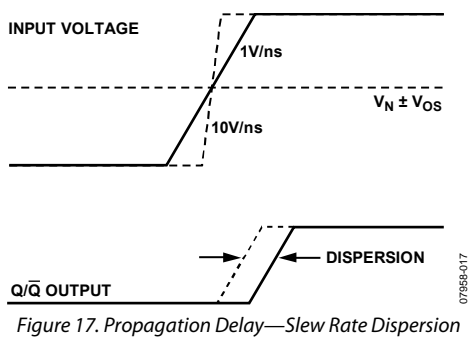 INPUT VOLTAGE
1V/ns
V_N ± V_OS
10V/ns
DISPERSION
Q/Q̅ OUTPUT
07958-017
Figure 17. Propagation Delay—Slew Rate Dispersion